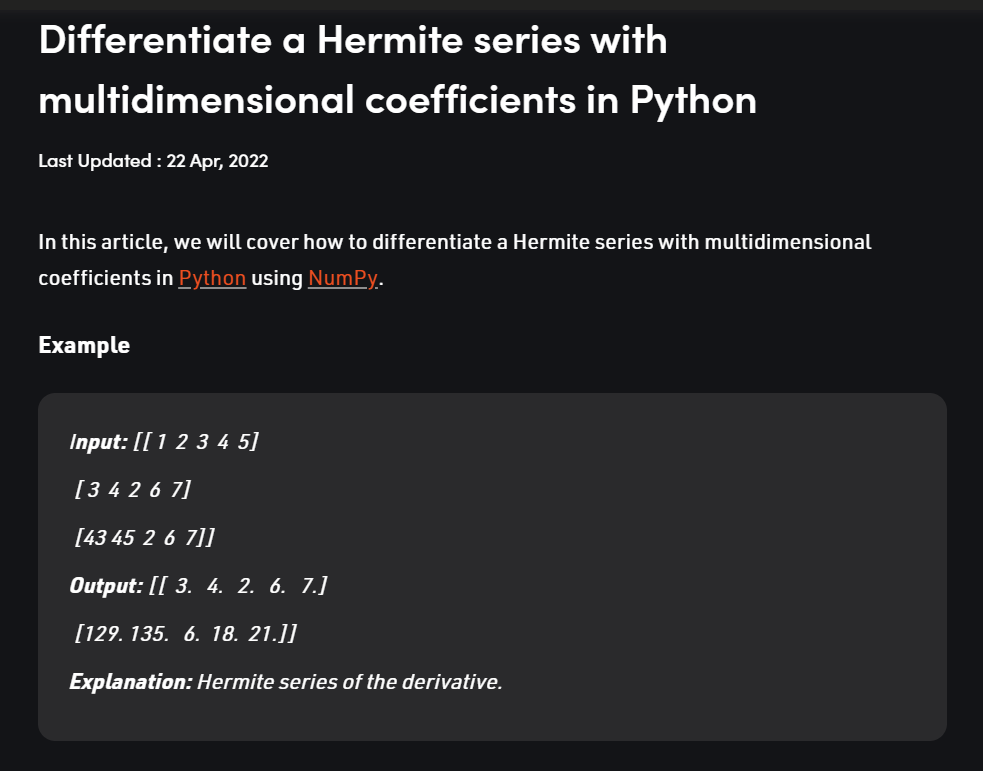 Differentiate a Hermite series with
multidimensional coefficients in Python
Last Updated : 22 Apr, 2022
In this article, we will cover how to differentiate a Hermite series with multidimensional
coefficients in Python using NumPy.
Example
Input: [[ 1 2 3 4 5]
[ 3 4 2 6 7]
[43 45 2 6 7]]
Output: [[ 3. 4. 2. 6. 7.]
[129. 135. 6. 18. 21.]]
Explanation: Hermite series of the derivative.